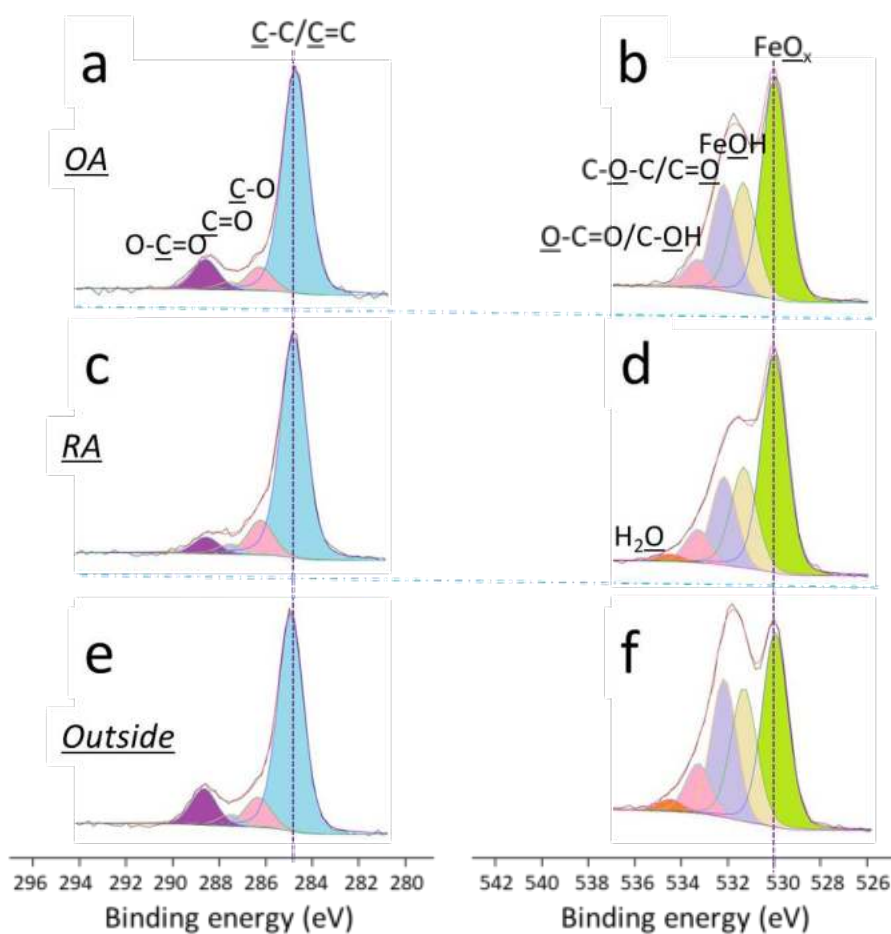 C-C/C=C
a
OA
C-O
C=O
O-C=O
b
FeOₓ
FeOH
C-O-C/C=O
O-C=O/C-OH
c
RA
d
H₂O
e
Outside
f
296 294 292 290 288 286 284 282 280
Binding energy (eV)
542 540 538 536 534 532 530 528 526
Binding energy (eV)